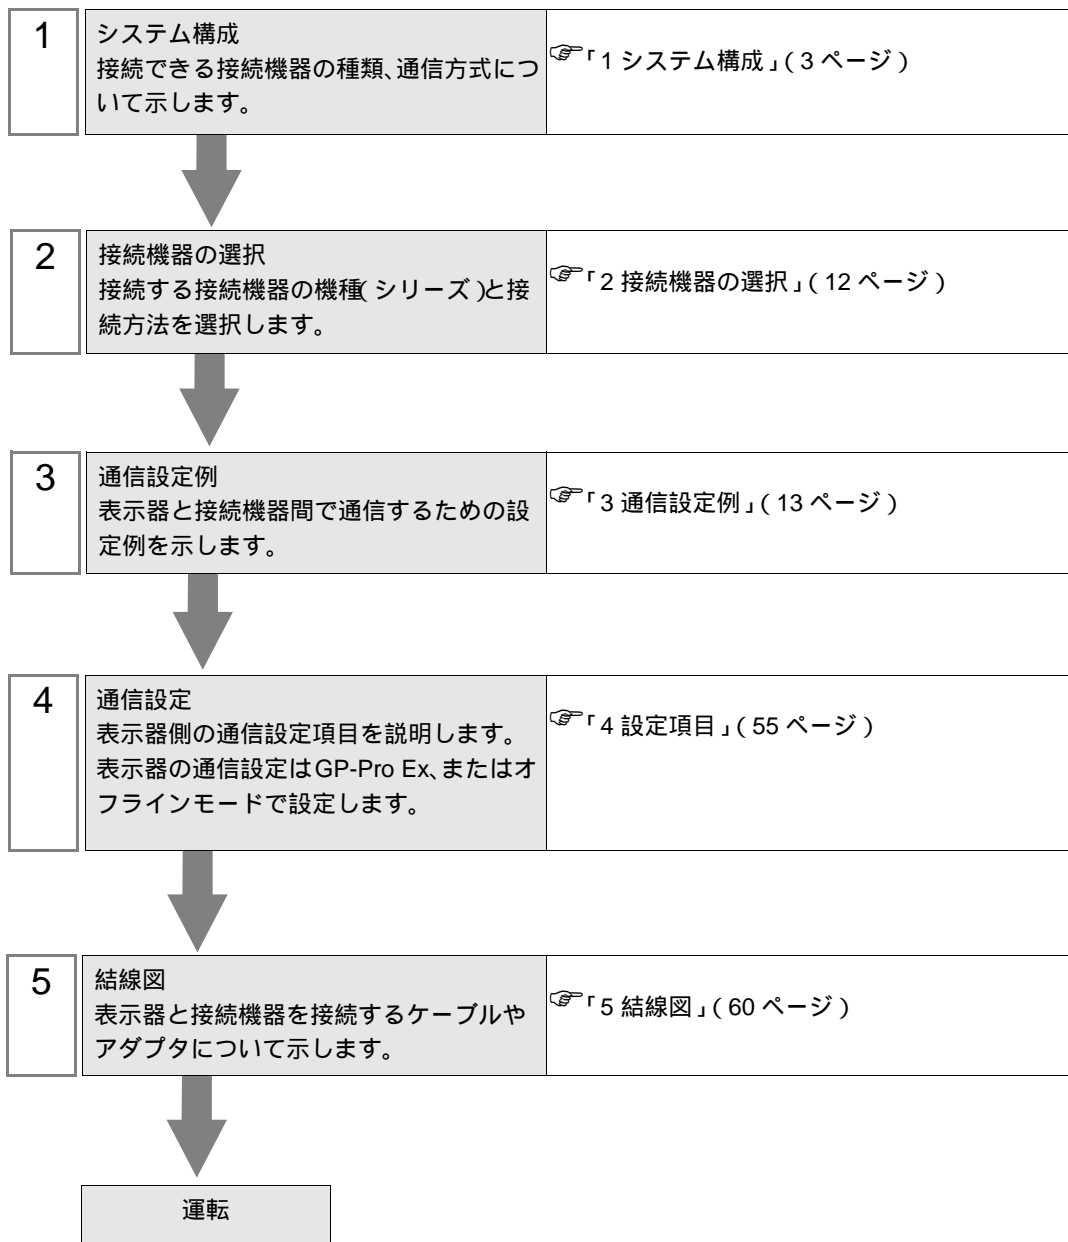 1
システム構成
接続できる接続機器の種類、通信方式につ
いて示します。
☞「1 システム構成」( 3 ページ )
2
接続機器の選択
接続する接続機器の機種( シリーズ )と接
続方法を選択します。
☞「2 接続機器の選択」( 12 ページ )
3
通信設定例
表示器と接続機器間で通信するための設
定例を示します。
☞「3 通信設定例」( 13 ページ )
4
通信設定
表示器側の通信設定項目を説明します。
表示器の通信設定はGP-Pro Ex、またはオ
フラインモードで設定します。
☞「4 設定項目」( 55 ページ )
5
結線図
表示器と接続機器を接続するケーブルや
アダプタについて示します。
☞「5 結線図」( 60 ページ )
運転